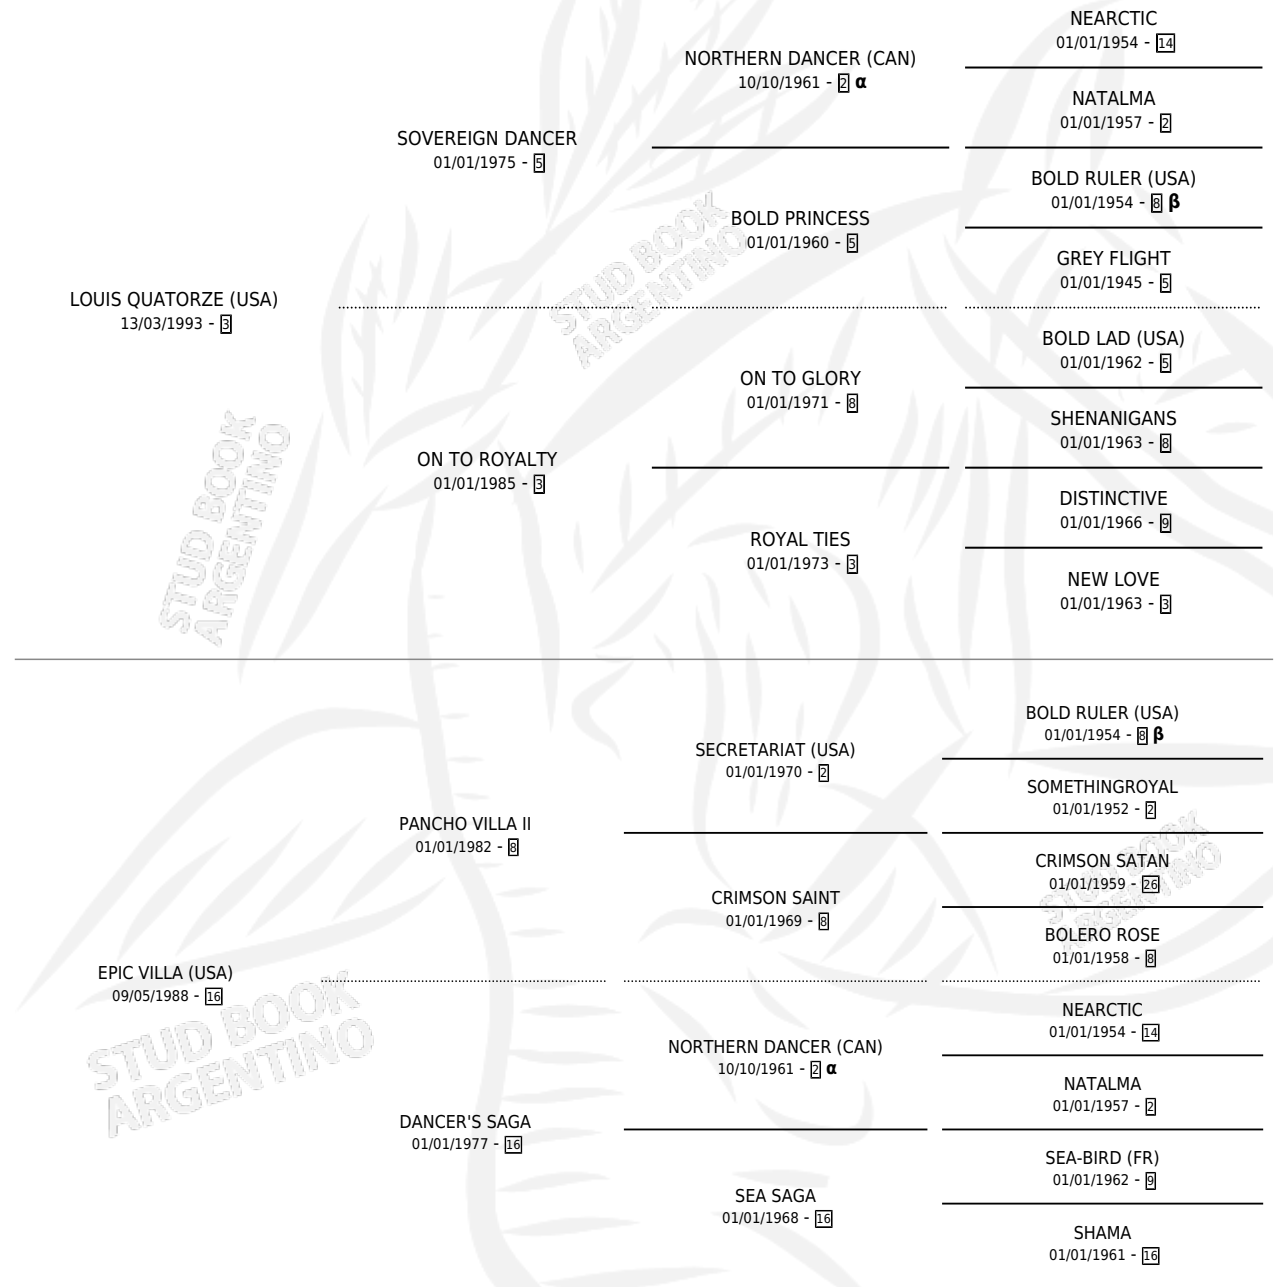 NEARCTIC
01/01/1954 - 14
NORTHERN DANCER (CAN)
10/10/1961 - 2 α
NATALMA
01/01/1957 - 2
SOVEREIGN DANCER
01/01/1975 - 5
BOLD RULER (USA)
01/01/1954 - 8 β
BOLD PRINCESS
01/01/1960 - 5
GREY FLIGHT
01/01/1945 - 5
LOUIS QUATORZE (USA)
13/03/1993 - 3
BOLD LAD (USA)
01/01/1962 - 5
ON TO GLORY
01/01/1971 - 8
SHENANIGANS
01/01/1963 - 8
ON TO ROYALTY
01/01/1985 - 3
DISTINCTIVE
01/01/1966 - 9
ROYAL TIES
01/01/1973 - 3
NEW LOVE
01/01/1963 - 3
BOLD RULER (USA)
01/01/1954 - 8 β
SECRETARIAT (USA)
01/01/1970 - 2
SOMETHINGROYAL
01/01/1952 - 2
PANCHO VILLA II
01/01/1982 - 8
CRIMSON SATAN
01/01/1959 - 26
CRIMSON SAINT
01/01/1969 - 8
BOLERO ROSE
01/01/1958 - 8
EPIC VILLA (USA)
09/05/1988 - 16
NEARCTIC
01/01/1954 - 14
NORTHERN DANCER (CAN)
10/10/1961 - 2 α
NATALMA
01/01/1957 - 2
DANCER'S SAGA
01/01/1977 - 16
SEA-BIRD (FR)
01/01/1962 - 9
SEA SAGA
01/01/1968 - 16
SHAMA
01/01/1961 - 16
STUD BOOK
ARGENTINO
STUD BOOK
ARGENTINO
STUD BOOK
ARGENTINO
STUD BOOK
ARGENTINO